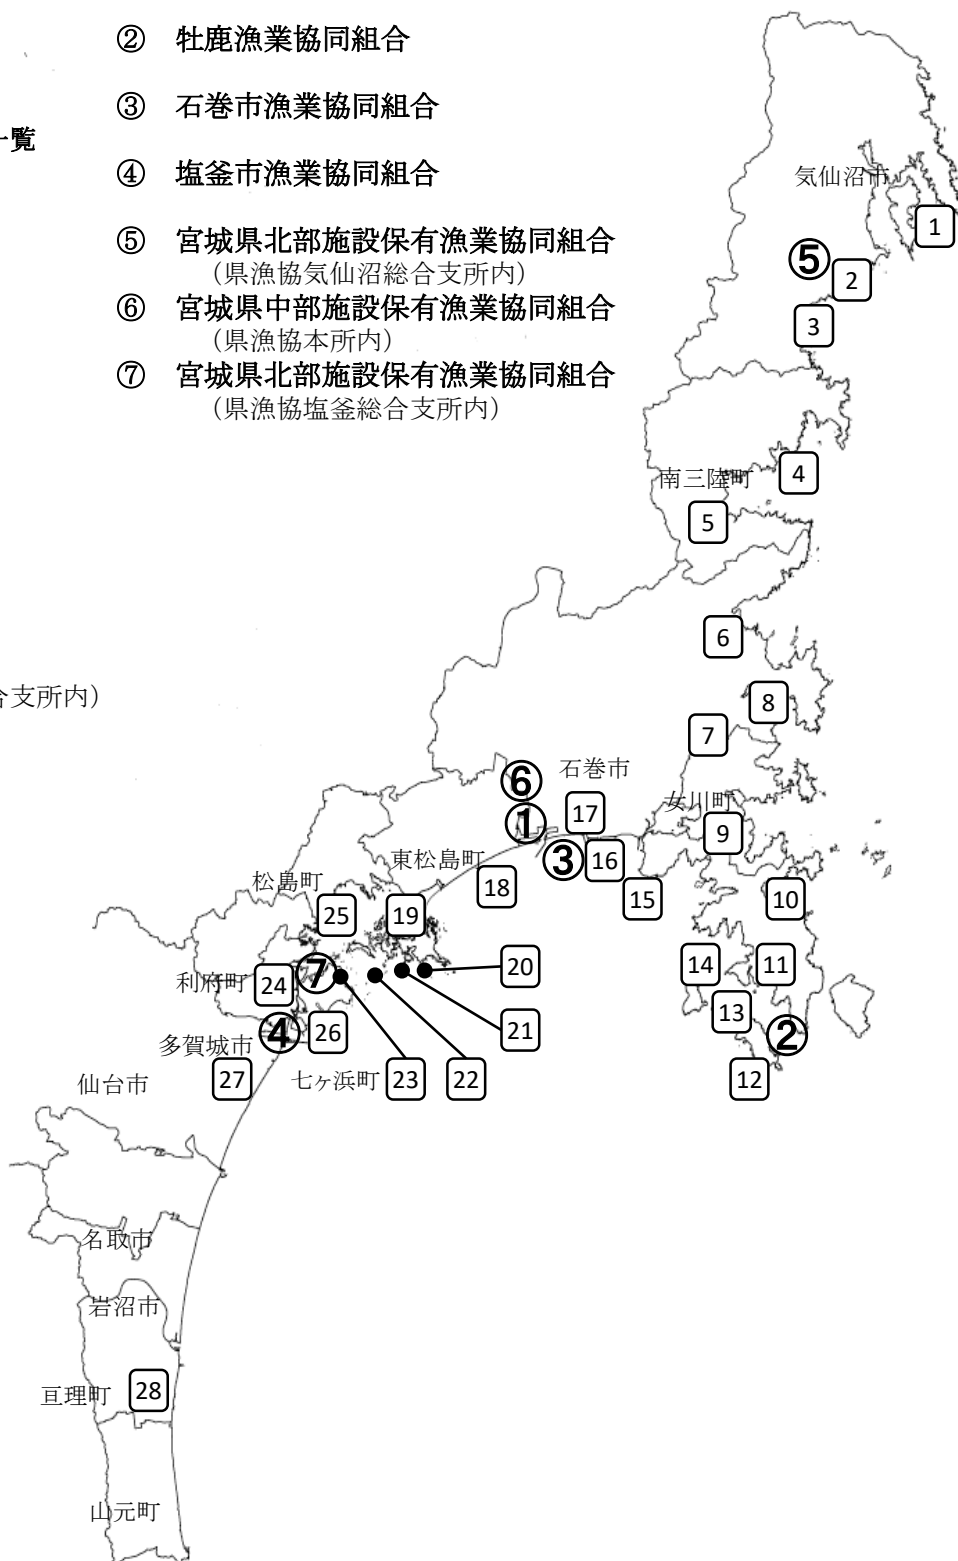 ② 牡鹿漁業協同組合
③ 石巻市漁業協同組合
一覧
④ 塩釜市漁業協同組合
⑤ 宮城県北部施設保有漁業協同組合
（県漁協気仙沼総合支所内）
⑥ 宮城県中部施設保有漁業協同組合
（県漁協本所内）
⑦ 宮城県北部施設保有漁業協同組合
（県漁協塩釜総合支所内）
合支所内）
気仙沼市
1
⑤
2
3
4
南三陸町
5
6
8
7
石巻市
⑥
女川町
17
①
9
東松島町
③
16
松島町
18
15
10
25
19
利府町
24
⑦
20
14
11
13
21
26
④
②
多賀城市
仙台市
27
七ヶ浜町
23
22
12
名取市
岩沼市
亘理町
28
山元町